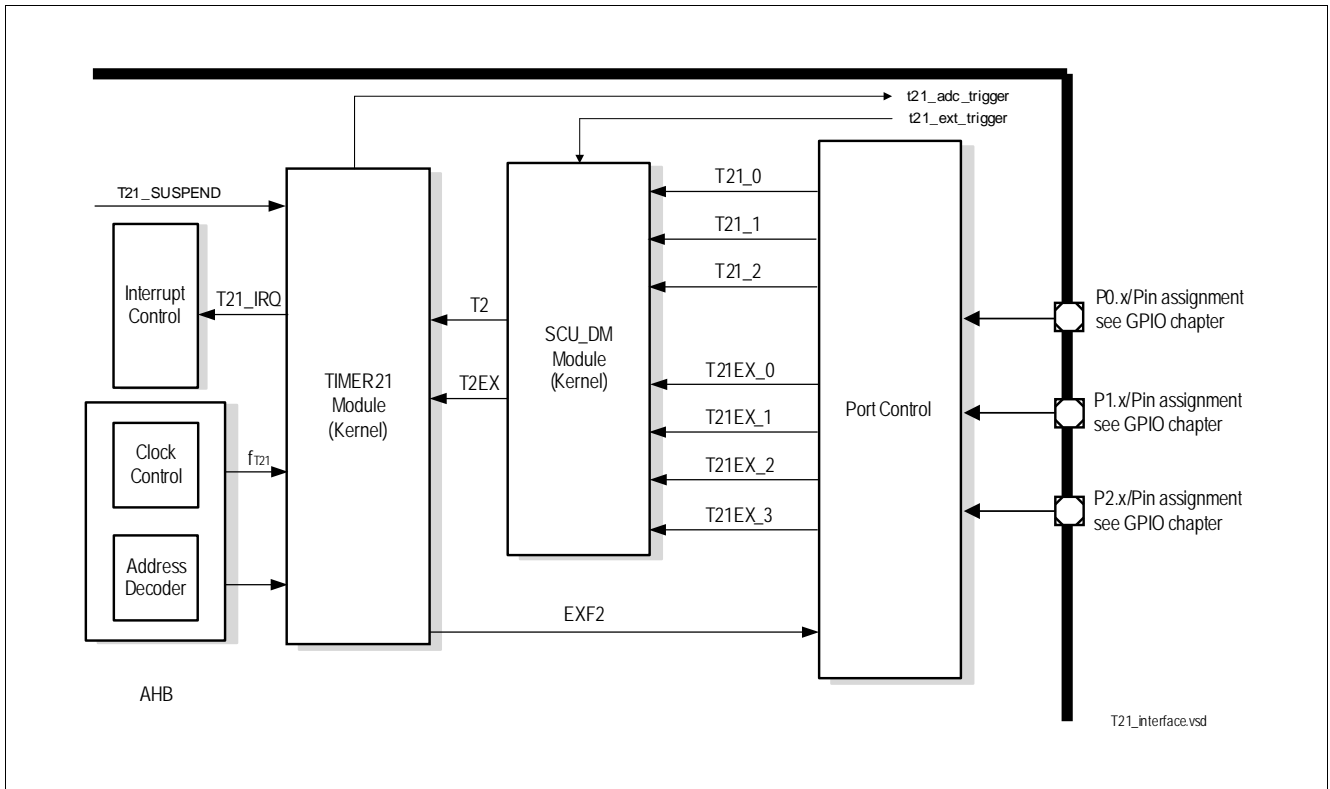 t21_adc_trigger
t21_ext_trigger
T21_SUSPEND
Interrupt
Control
T21_IRQ
Clock
Control
fT21
Address
Decoder
AHB
TIMER21
Module
(Kernel)
T2
T2EX
SCU_DM
Module
(Kernel)
T21_0
T21_1
T21_2
T21EX_0
T21EX_1
T21EX_2
T21EX_3
EXF2
Port Control
P0.x/Pin assignment
see GPIO chapter
P1.x/Pin assignment
see GPIO chapter
P2.x/Pin assignment
see GPIO chapter
T21_interface.vsd